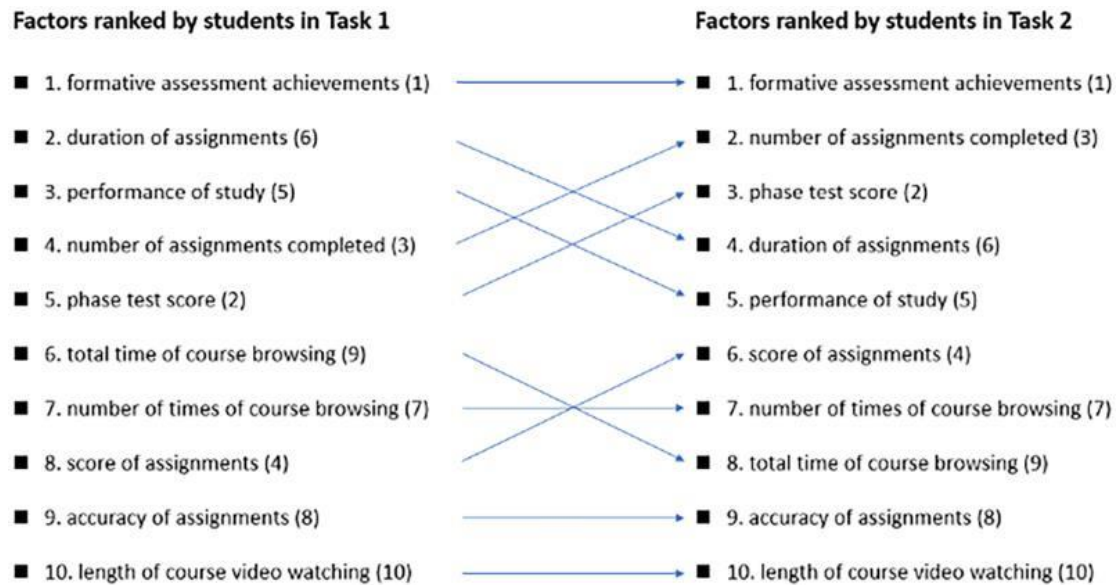 Factors ranked by students in Task 1
■ 1. formative assessment achievements (1)
■ 2. duration of assignments (6)
■ 3. performance of study (5)
■ 4. number of assignments completed (3)
■ 5. phase test score (2)
■ 6. total time of course browsing (9)
■ 7. number of times of course browsing (7)
■ 8. score of assignments (4)
■ 9. accuracy of assignments (8)
■ 10. length of course video watching (10)
Factors ranked by students in Task 2
■ 1. formative assessment achievements (1)
■ 2. number of assignments completed (3)
■ 3. phase test score (2)
■ 4. duration of assignments (6)
■ 5. performance of study (5)
■ 6. score of assignments (4)
■ 7. number of times of course browsing (7)
■ 8. total time of course browsing (9)
■ 9. accuracy of assignments (8)
■ 10. length of course video watching (10)